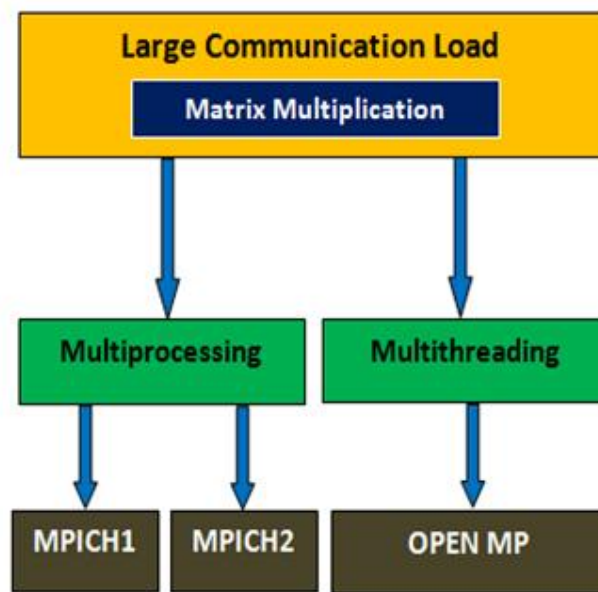 Large Communication Load
Matrix Multiplication
Multiprocessing
Multithreading
MPICH1
MPICH2
OPEN MP